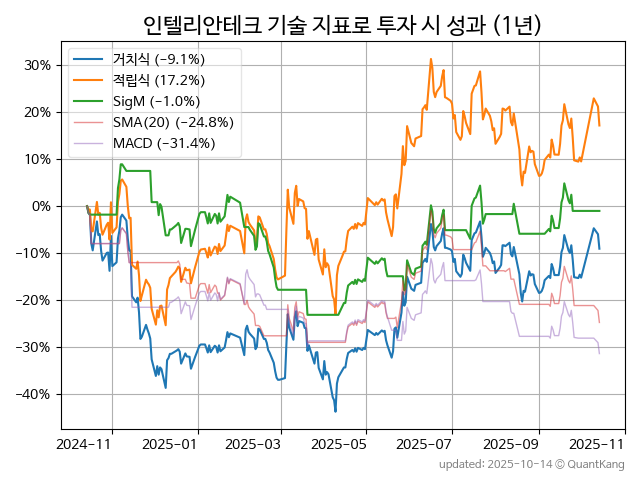 인텔리안테크 기술 지표로 투자 시 성과 (1년)
거치식 (−9.1%)
적립식 (17.2%)
SigM (−1.0%)
SMA(20) (−24.8%)
MACD (−31.4%)
30%
20%
10%
0%
−10%
−20%
−30%
−40%
2024-11 2025-01 2025-03 2025-05 2025-07 2025-09 2025-11
updated: 2025-10-14 © QuantKang